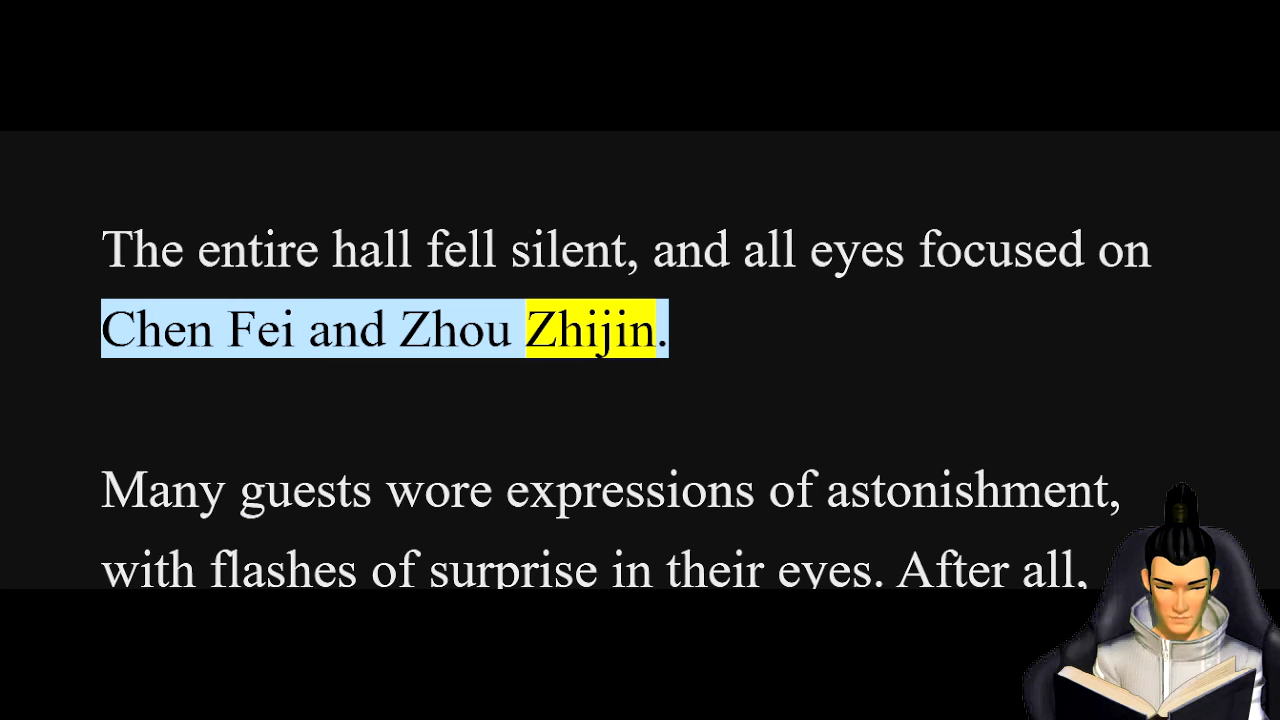 The entire hall fell silent, and all eyes focused on
Chen Fei and Zhou Zhijin.
Many guests wore expressions of astonishment,
with flashes of surprise in their eyes. After all,